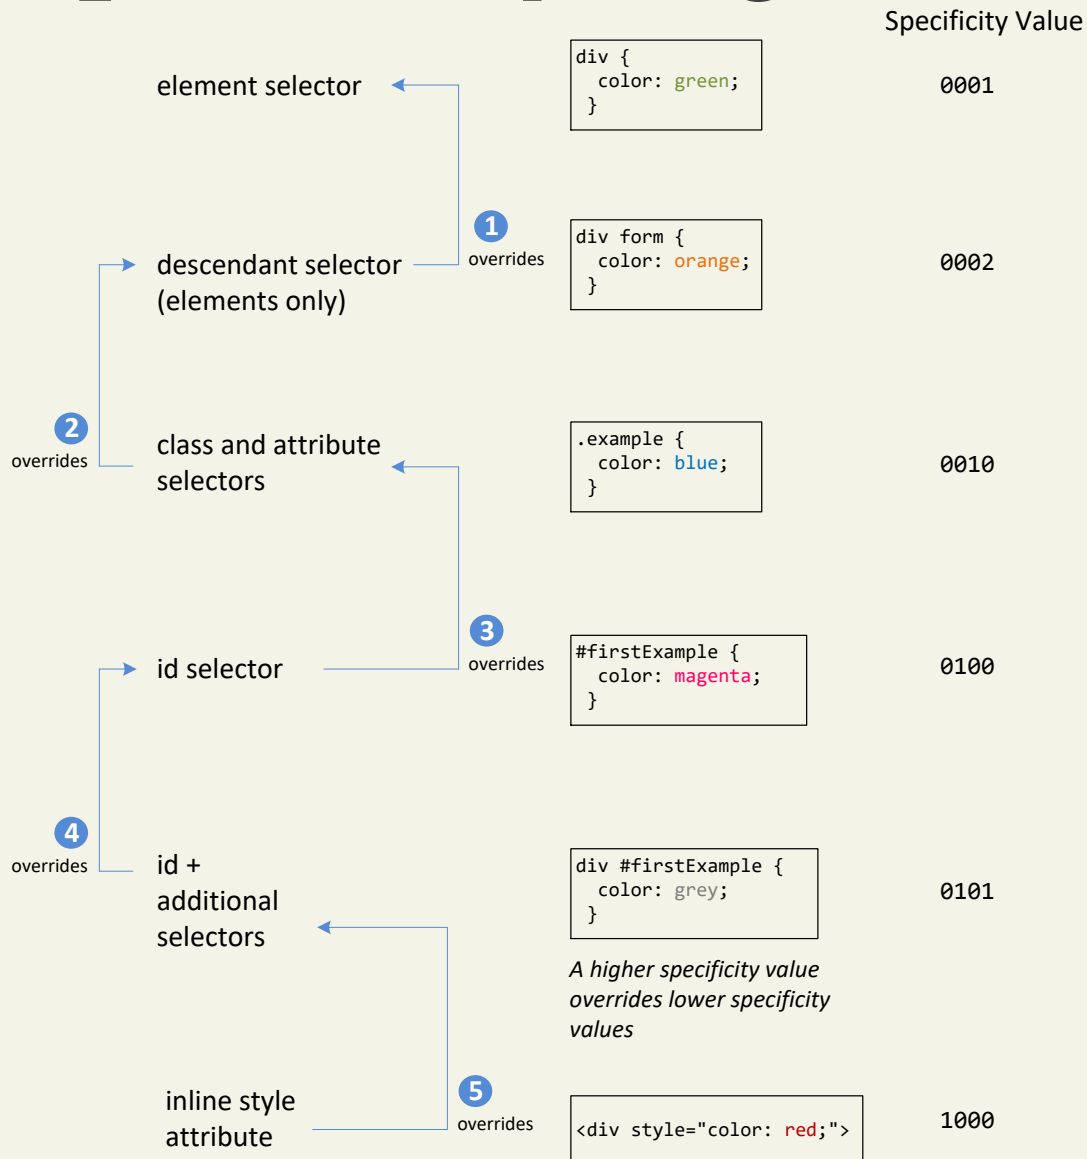 Specificity Value
element selector
div {
color: green;
}
0001
1
overrides
descendant selector
(elements only)
div form {
color: orange;
}
0002
2
overrides
class and attribute
selectors
.example {
color: blue;
}
0010
3
overrides
id selector
#firstExample {
color: magenta;
}
0100
4
overrides
id +
additional
selectors
div #firstExample {
color: grey;
}
0101
A higher specificity value
overrides lower specificity
values
5
overrides
inline style
attribute
<div style="color: red;">
1000